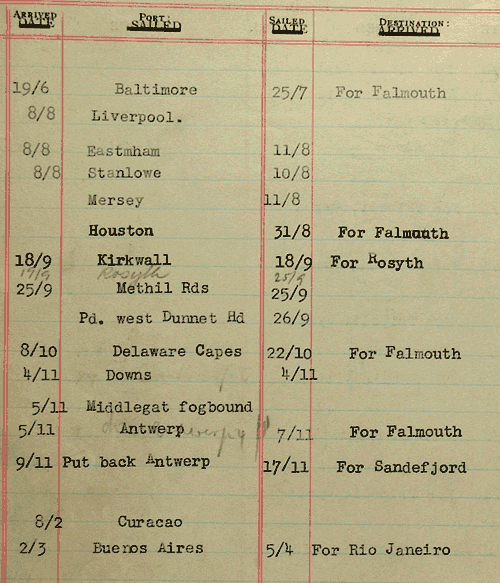 ARRIVED DATE PORT: SAILED SAILED DATE DESTINATION: ARRIVED
19/6 Baltimore 25/7 For Falmouth
8/8 Liverpool.
8/8 Eastmham 11/8
8/8 Stanlowe 10/8
Mersey 11/8
Houston 31/8 For Falmouth
18/9 Kirkwall 18/9 For Rosyth
19/9 Rosyth 25/9
25/9 Methil Rds 25/9
Pd. west Dunnet Hd 26/9
8/10 Delaware Capes 22/10 For Falmouth
4/11 Downs 4/11
5/11 Middlegat fogbound
5/11 Antwerp 7/11 For Falmouth
9/11 Put back Antwerp 17/11 For Sandefjord
8/2 Curacao
2/3 Buenos Aires 5/4 For Rio Janeiro